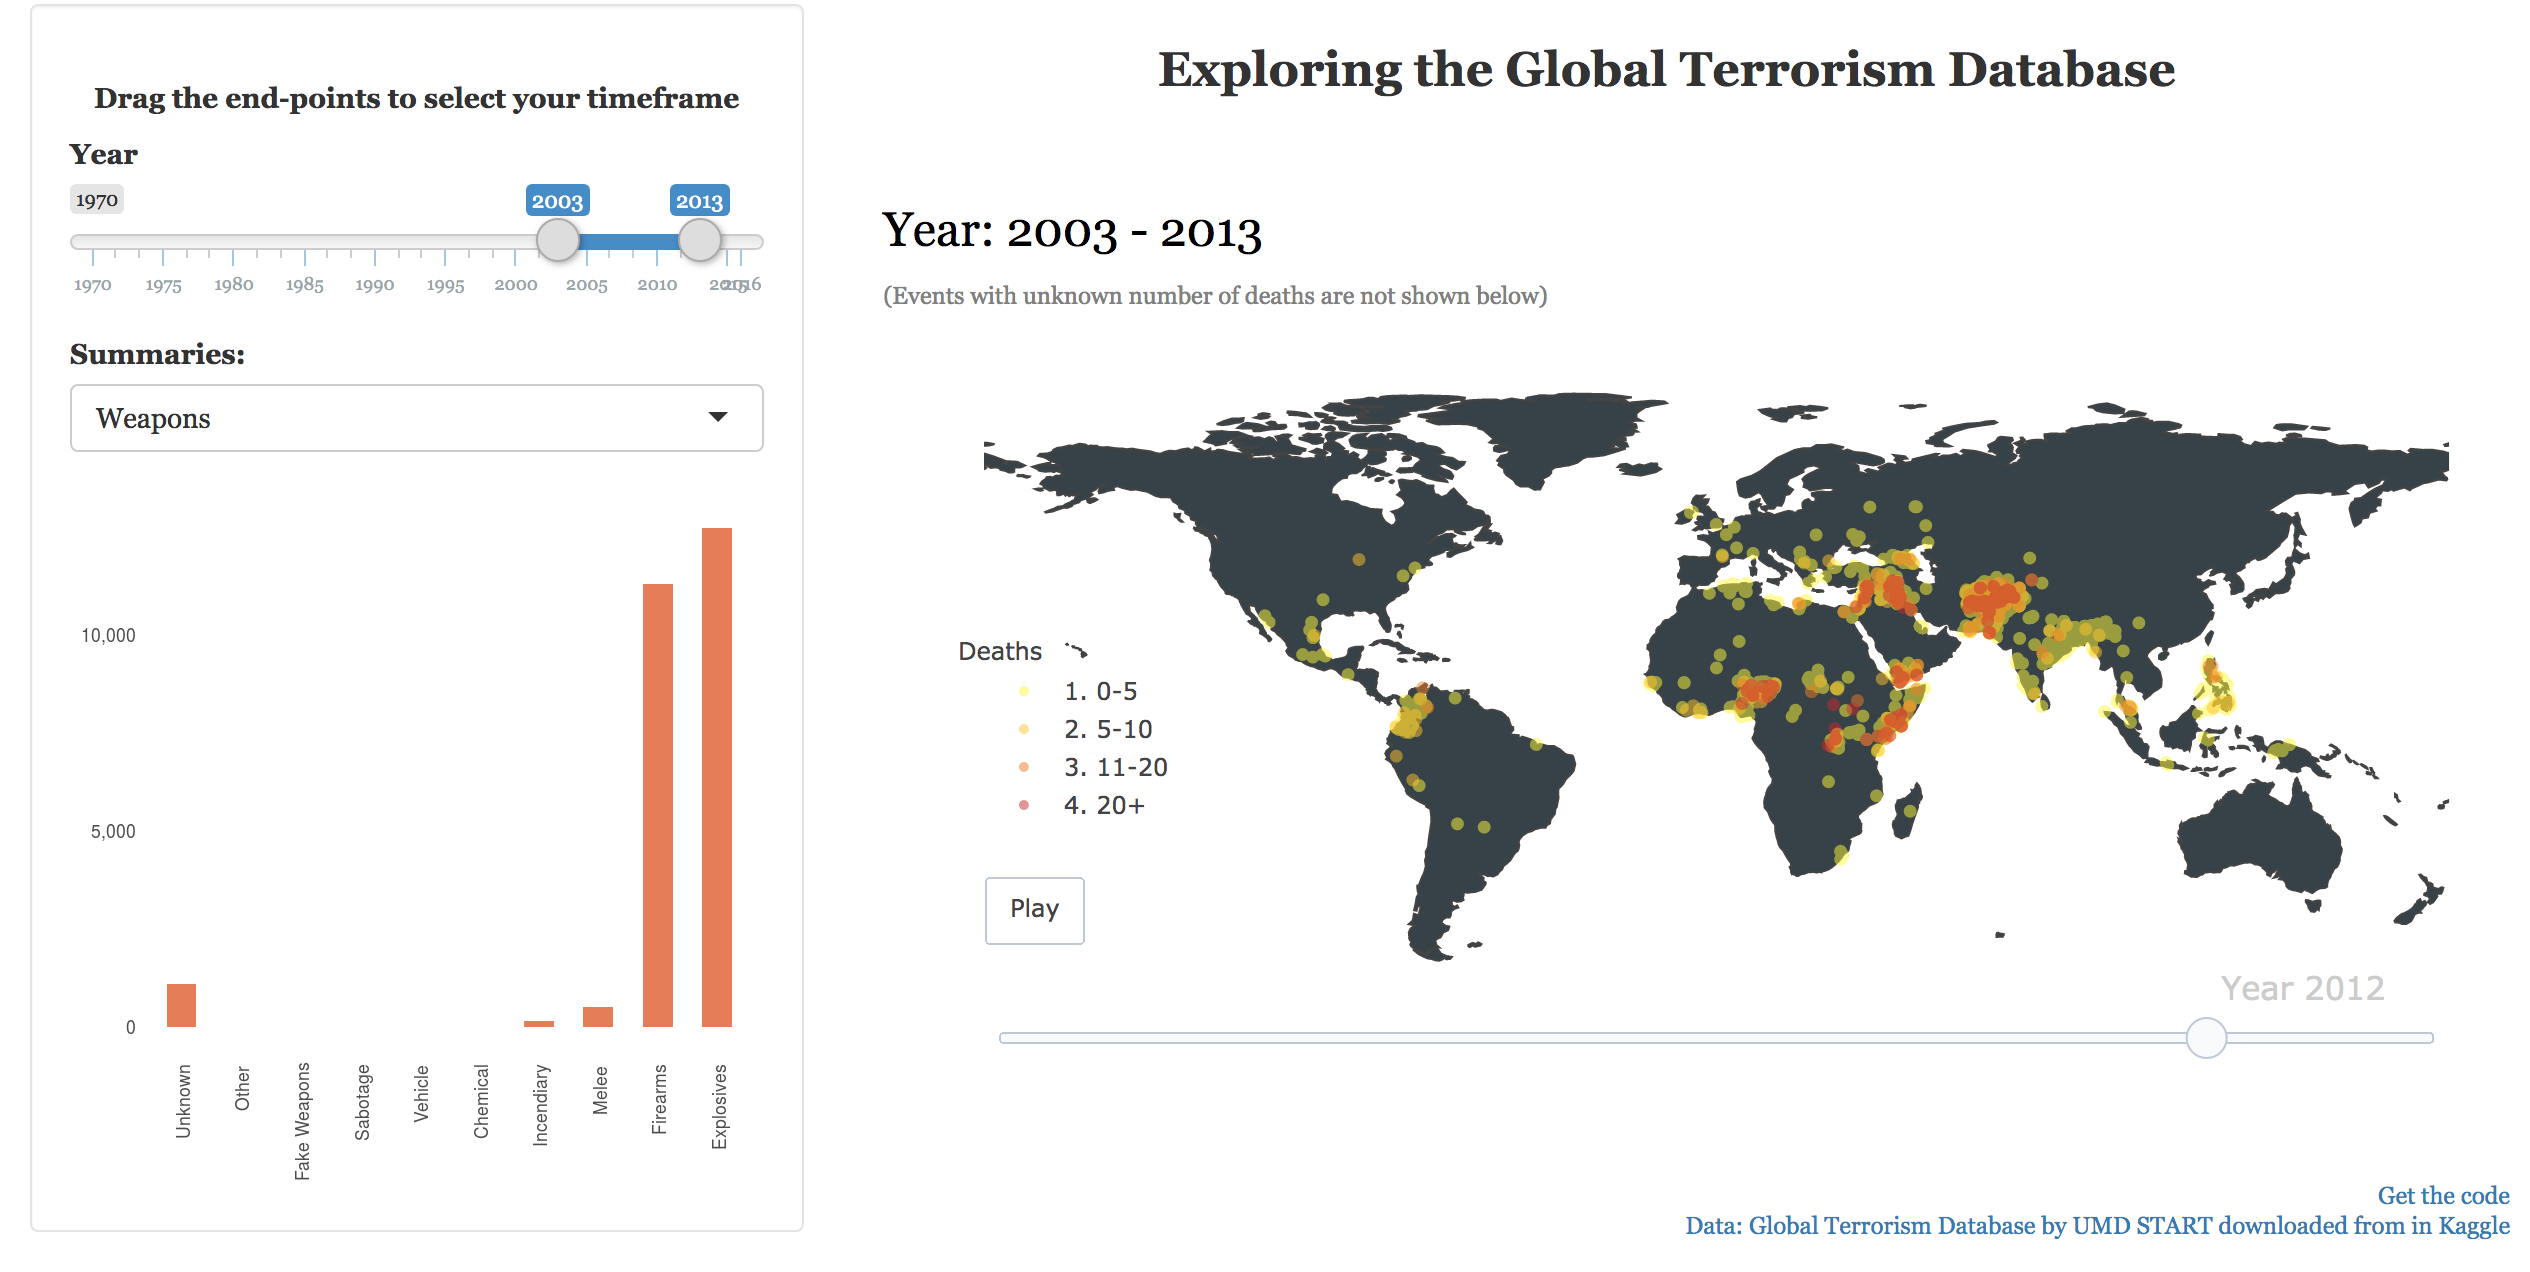 Drag the end-points to select your timeframe
Year
1970
2003
2013
1970 1975 1980 1985 1990 1995 2000 2005 2010 2015 2016
Summaries:
Weapons
10,000
5,000
0
Unknown
Other
Fake Weapons
Sabotage
Vehicle
Chemical
Incendiary
Melee
Firearms
Explosives
Exploring the Global Terrorism Database
Year: 2003 - 2013
(Events with unknown number of deaths are not shown below)
Deaths
1. 0-5
2. 5-10
3. 11-20
4. 20+
Play
Year 2012
Get the code
Data: Global Terrorism Database by UMD START downloaded from in Kaggle